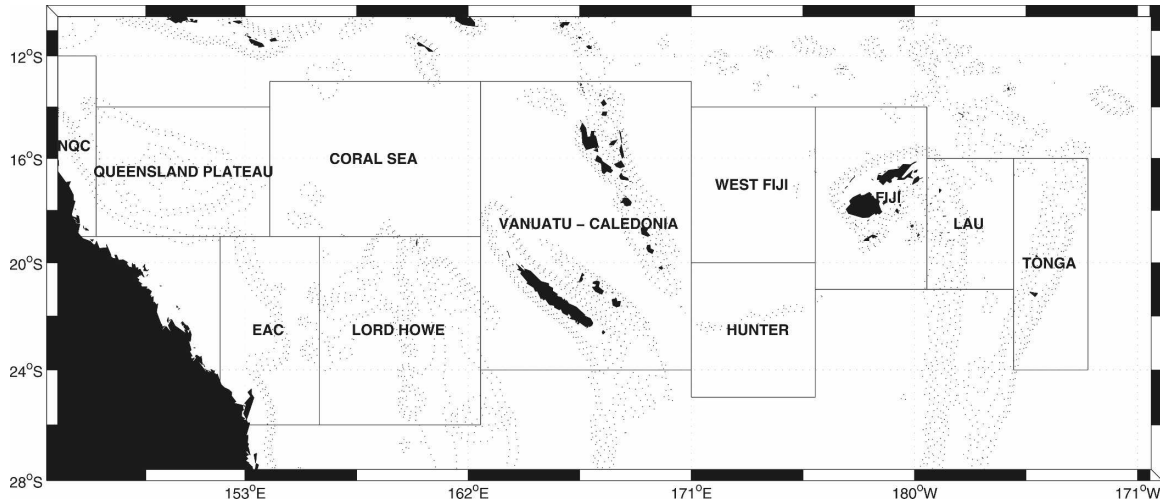 12°S
NQC
16°S
QUEENSLAND PLATEAU
CORAL SEA
WEST FIJI
FIJI
VANUATU – CALEDONIA
LAU
20°S
TONGA
EAC
LORD HOWE
HUNTER
24°S
28°S
153°E
162°E
171°E
180°W
171°W